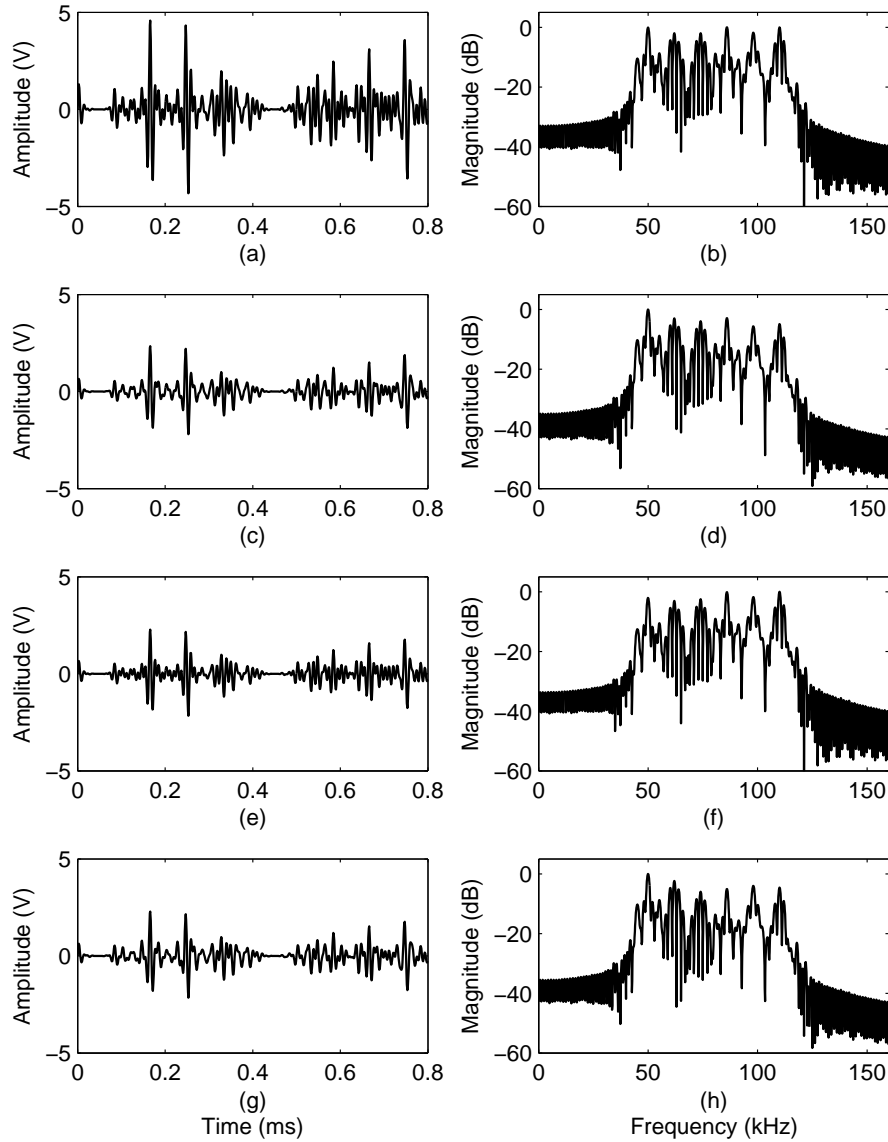 5
0
−5
Amplitude (V)
0 0.2 0.4 0.6 0.8
(a)
0
−20
−40
−60
Magnitude (dB)
0 50 100 150
(b)
5
0
−5
Amplitude (V)
0 0.2 0.4 0.6 0.8
(c)
0
−20
−40
−60
Magnitude (dB)
0 50 100 150
(d)
5
0
−5
Amplitude (V)
0 0.2 0.4 0.6 0.8
(e)
0
−20
−40
−60
Magnitude (dB)
0 50 100 150
(f)
5
0
−5
Amplitude (V)
0 0.2 0.4 0.6 0.8
(g)
Time (ms)
0
−20
−40
−60
Magnitude (dB)
0 50 100 150
(h)
Frequency (kHz)